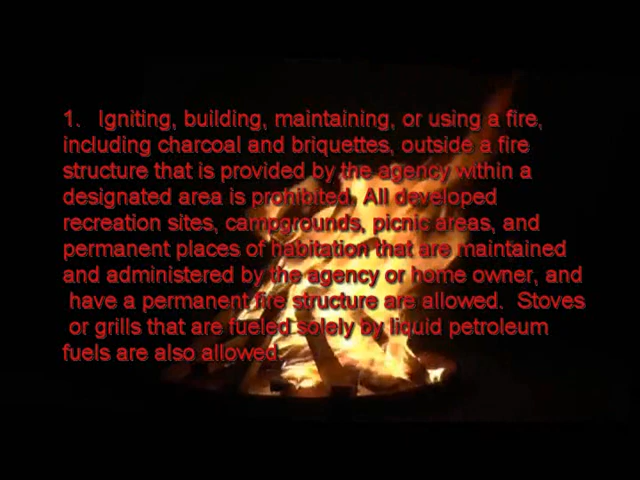 1. Igniting, building, maintaining, or using a fire,
including charcoal and briquettes, outside a fire
structure that is provided by the agency within a
designated area is prohibited. All developed
recreation sites, campgrounds, picnic areas, and
permanent places of habitation that are maintained
and administered by the agency or home owner, and
have a permanent fire structure are allowed. Stoves
or grills that are fueled solely by liquid petroleum
fuels are also allowed.